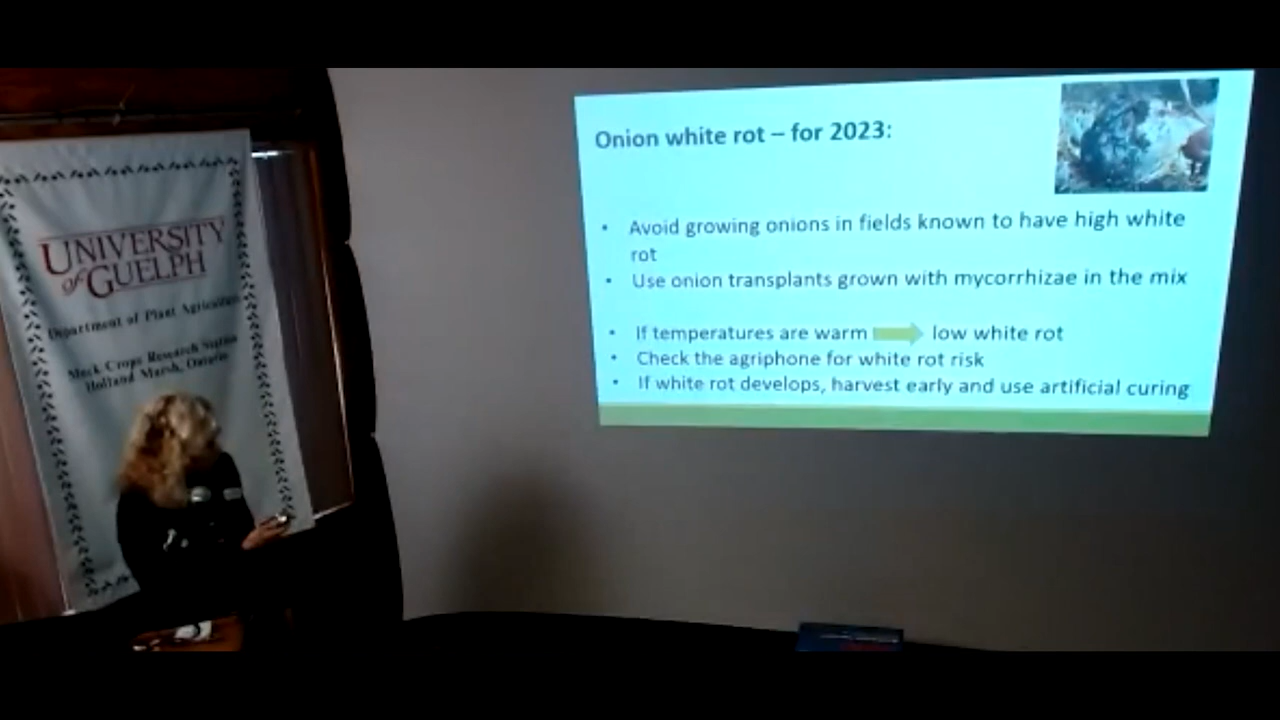 UNIVERSITY
of GUELPH
Department of Plant Agriculture
Muck Crops Research Station
Holland Marsh, Ontario
Onion white rot – for 2023:
• Avoid growing onions in fields known to have high white
rot
• Use onion transplants grown with mycorrhizae in the mix
• If temperatures are warm low white rot
• Check the agriphone for white rot risk
• If white rot develops, harvest early and use artificial curing